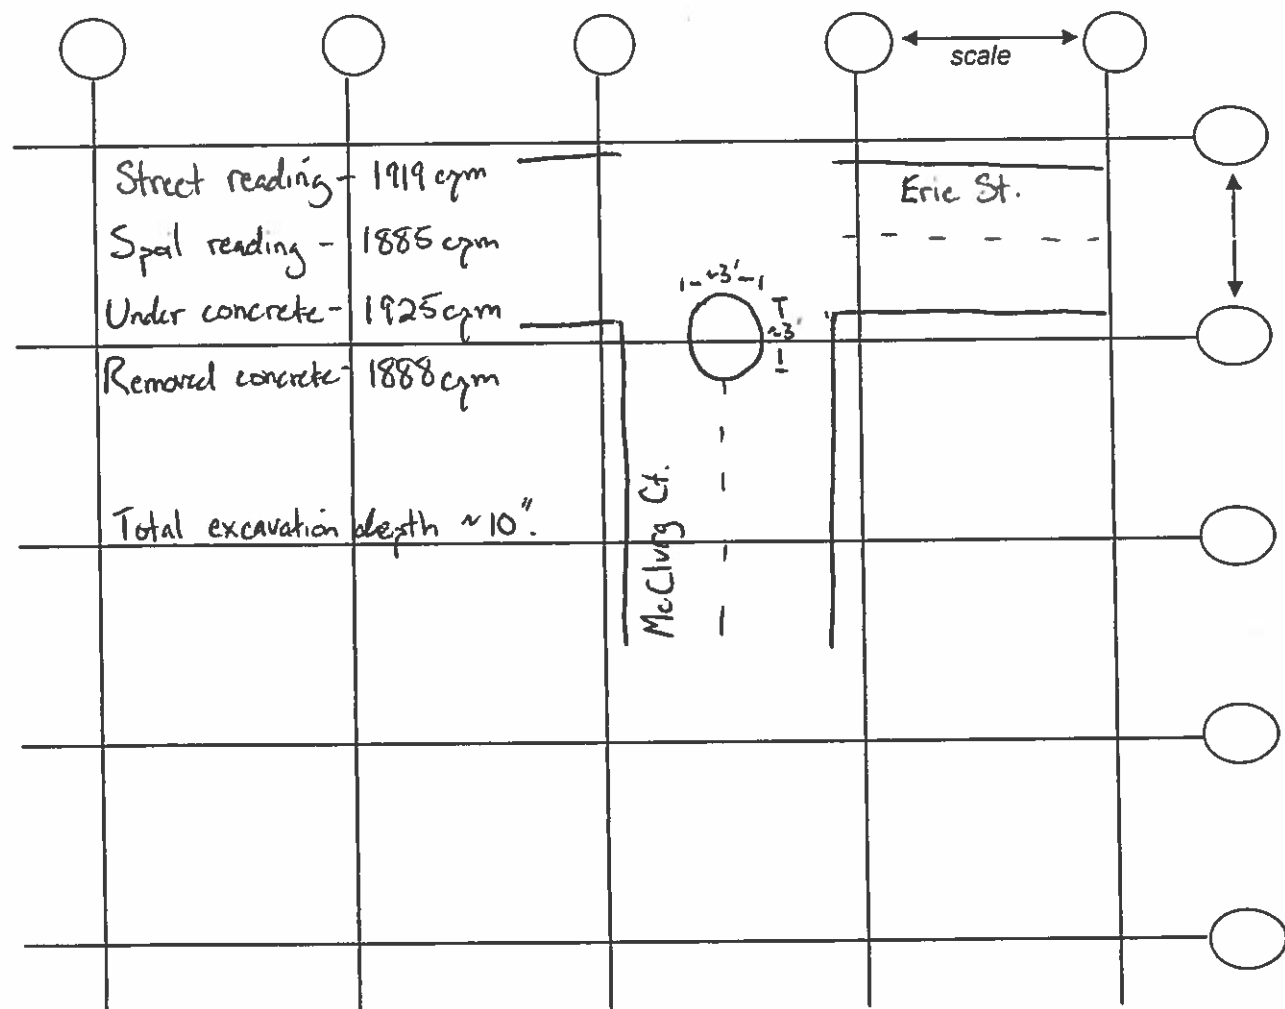 scale
Street reading - 1919 cpm
Erie St.
Spoil reading - 1885 cpm
~3'
Under concrete - 1925 cpm
~3'
Removed concrete - 1888 cpm
McClurg Ct.
Total excavation depth ~10".